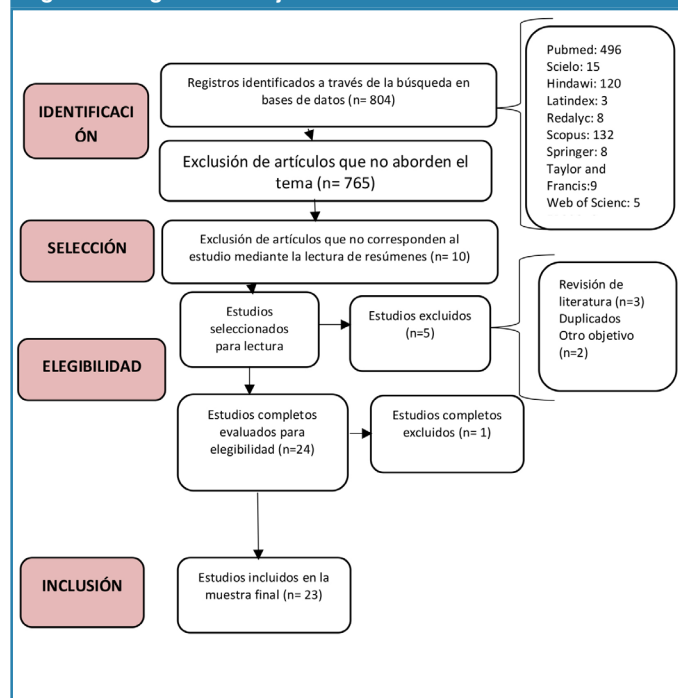 IDENTIFICACI
ÓN
Registros identificados a través de la búsqueda en
bases de datos (n= 804)
Pubmed: 496
Scielo: 15
Hindawi: 120
Latindex: 3
Redalyc: 8
Scopus: 132
Springer: 8
Taylor and
Francis:9
Web of Scienc: 5
Exclusión de artículos que no aborden el
tema (n= 765)
SELECCIÓN
Exclusión de artículos que no corresponden al
estudio mediante la lectura de resúmenes (n= 10)
ELEGIBILIDAD
Estudios
seleccionados
para lectura
Estudios excluidos
(n=5)
Revisión de
literatura (n=3)
Duplicados
Otro objetivo
(n=2)
Estudios completos
evaluados para
elegibilidad (n=24)
Estudios completos
excluidos (n= 1)
INCLUSIÓN
Estudios incluidos en la
muestra final (n= 23)